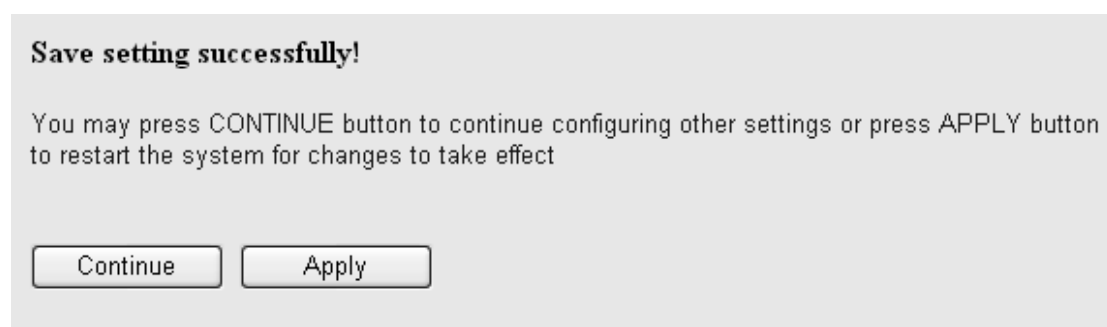 Save setting successfully!
You may press CONTINUE button to continue configuring other settings or press APPLY button
to restart the system for changes to take effect
Continue Apply